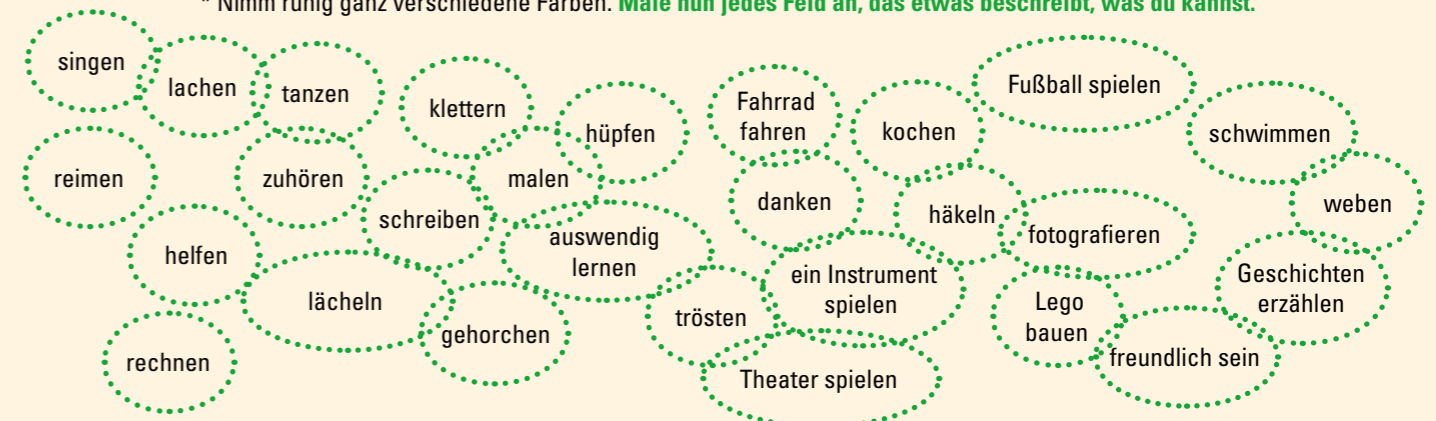 * Nimm ruhig ganz verschiedene Farben. Male nun jedes Feld an, das etwas beschreibt, was du kannst.
singen
lachen
tanzen
klettern
hüpfen
Fahrrad
fahren
kochen
Fußball spielen
schwimmen
reimen
zuhören
schreiben
malen
auswendig
lernen
danken
häkeln
fotografieren
weben
helfen
lächeln
gehorchen
trösten
ein Instrument
spielen
Lego
bauen
Geschichten
erzählen
rechnen
Theater spielen
freundlich sein